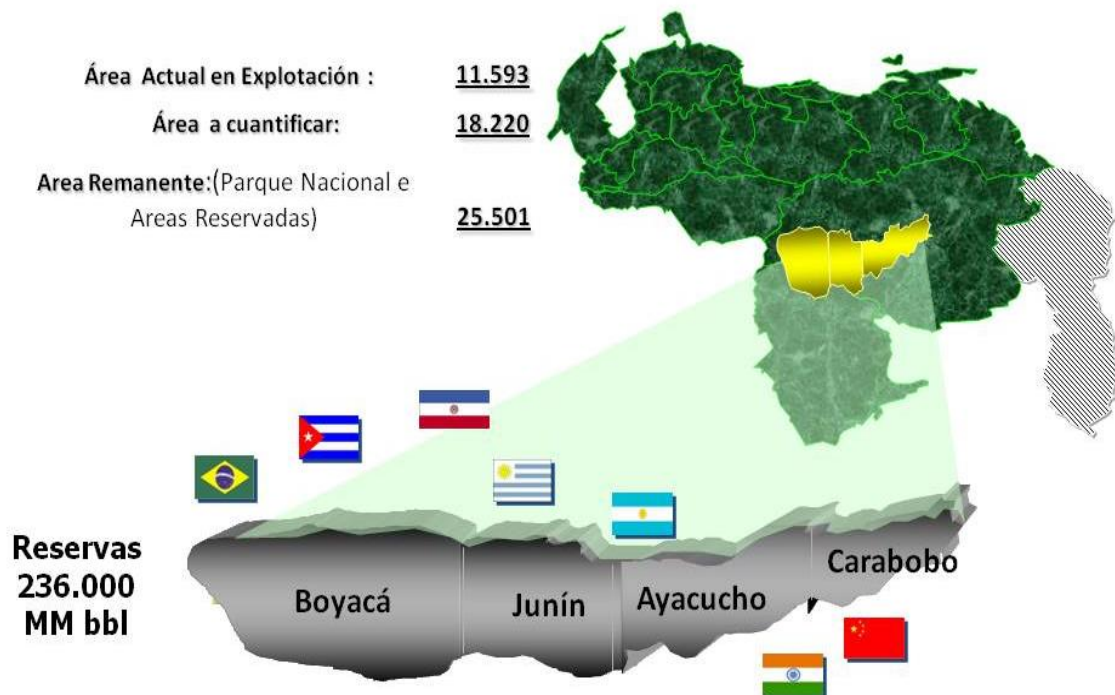 Área Actual en Explotación : 11.593
Área a cuantificar: 18.220
Area Remanente:(Parque Nacional e
Areas Reservadas) 25.501
Reservas
236.000
MM bbl
Boyacá
Junín
Ayacucho
Carabobo